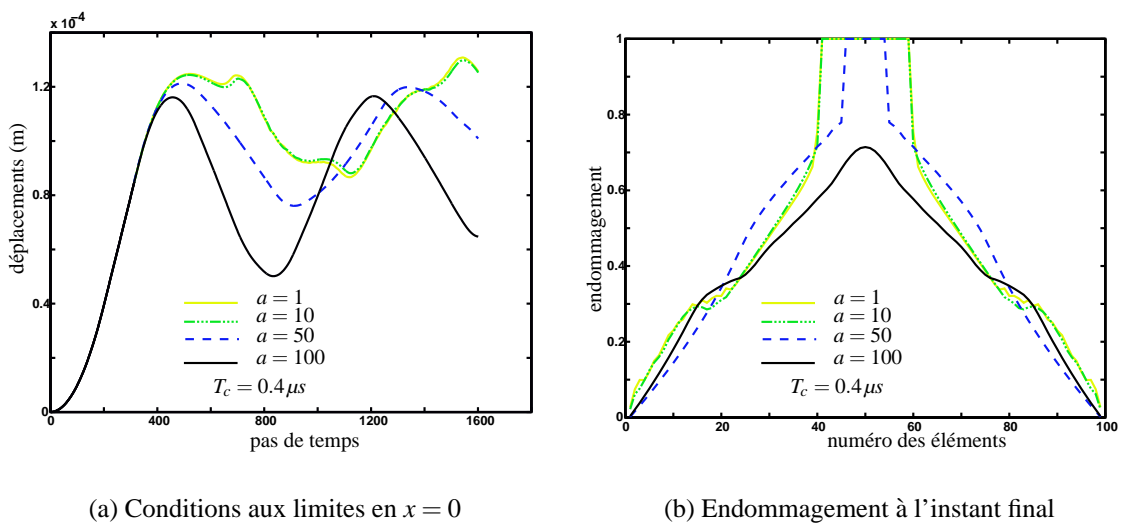 x 10-4
1.2
0.8
0.4
0
0 400 800 1200 1600
déplacements (m)
pas de temps
a = 1
a = 10
a = 50
a = 100
Tc = 0.4 µs
(a) Conditions aux limites en x = 0
1
0.8
0.6
0.4
0.2
0
0 20 40 60 80 100
endommagement
numéro des éléments
a = 1
a = 10
a = 50
a = 100
Tc = 0.4 µs
(b) Endommagement à l'instant final